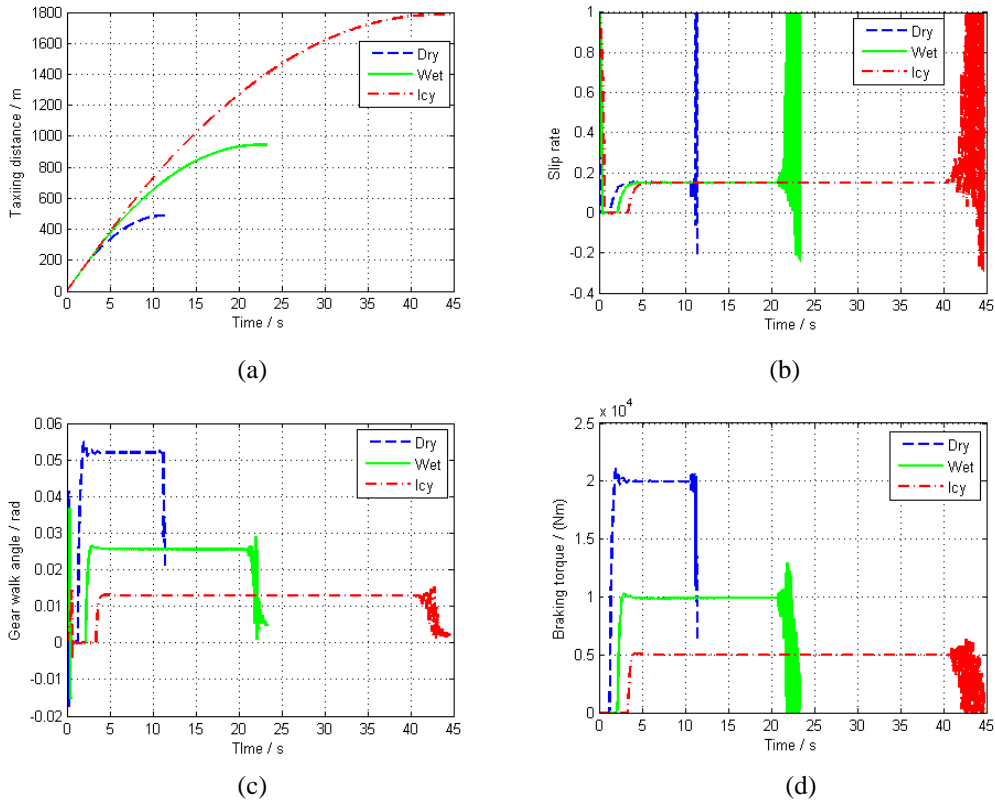 1800
1600
1400
1200
1000
800
600
400
200
0
Taxiing distance / m
Dry
Wet
Icy
0 5 10 15 20 25 30 35 40 45
Time / s
(a)
1
0.8
0.6
0.4
0.2
0
-0.2
-0.4
Slip rate
Dry
Wet
Icy
0 5 10 15 20 25 30 35 40 45
Time / s
(b)
0.06
0.05
0.04
0.03
0.02
0.01
0
-0.01
-0.02
Gear walk angle / rad
Dry
Wet
Icy
0 5 10 15 20 25 30 35 40 45
TIme / s
(c)
x 10^4
2.5
2
1.5
1
0.5
0
Braking torque / (Nm)
Dry
Wet
Icy
0 5 10 15 20 25 30 35 40 45
Time / s
(d)